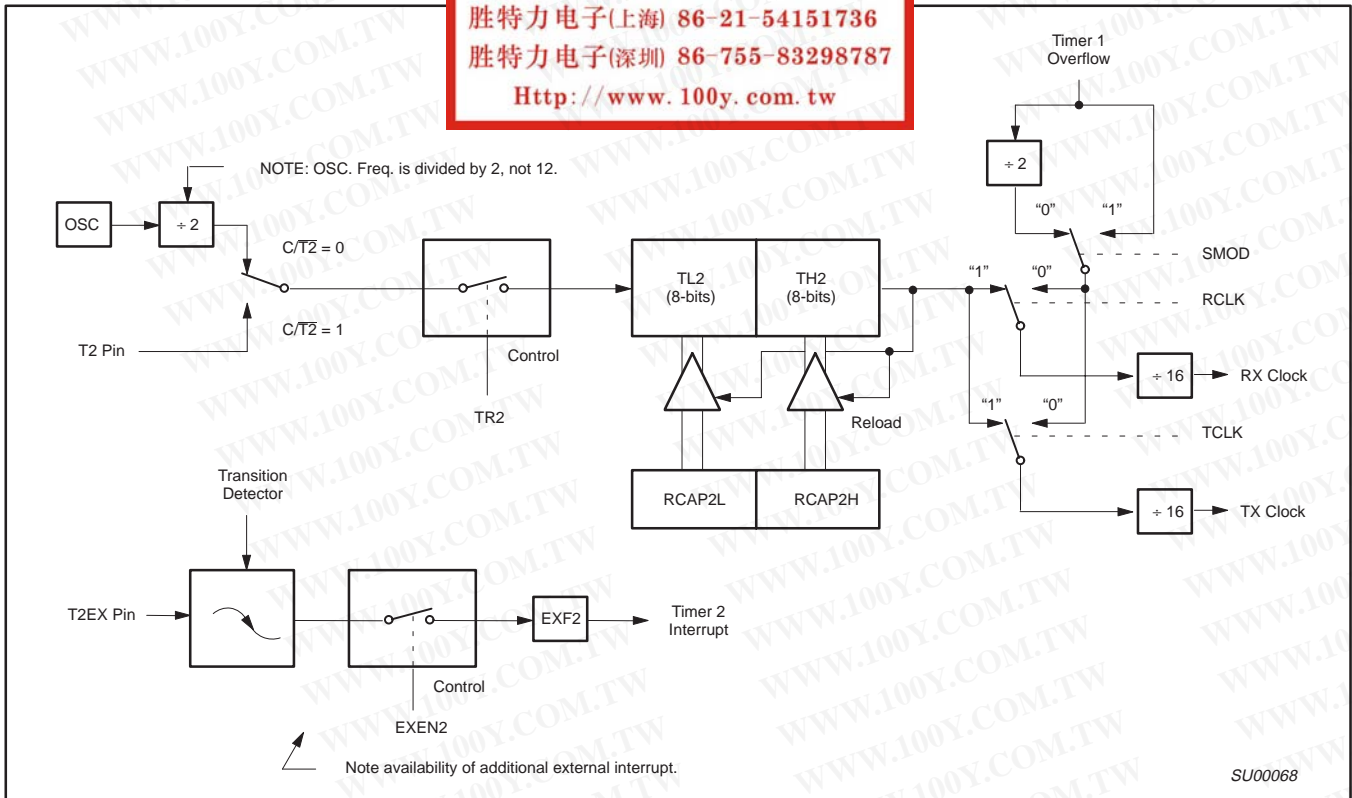 胜特力电子(上海) 86-21-54151736
胜特力电子(深圳) 86-755-83298787
Http://www. 100y. com. tw
Timer 1
Overflow
NOTE: OSC. Freq. is divided by 2, not 12.
÷ 2
OSC
÷ 2
“0”
“1”
C/T2 = 0
SMOD
TL2
(8-bits)
TH2
(8-bits)
“1”
“0”
RCLK
C/T2 = 1
T2 Pin
Control
÷ 16
RX Clock
TR2
Reload
“1”
“0”
TCLK
Transition
Detector
RCAP2L
RCAP2H
÷ 16
TX Clock
T2EX Pin
EXF2
Timer 2
Interrupt
Control
EXEN2
Note availability of additional external interrupt.
SU00068
WWW.100Y.COM.TW